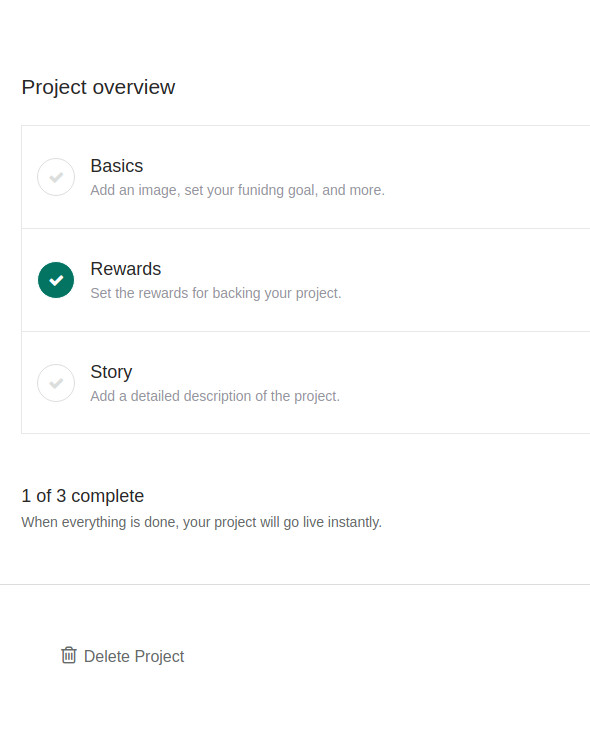 Project overview
Basics
Add an image, set your funidng goal, and more.
Rewards
Set the rewards for backing your project.
Story
Add a detailed description of the project.
1 of 3 complete
When everything is done, your project will go live instantly.
Delete Project